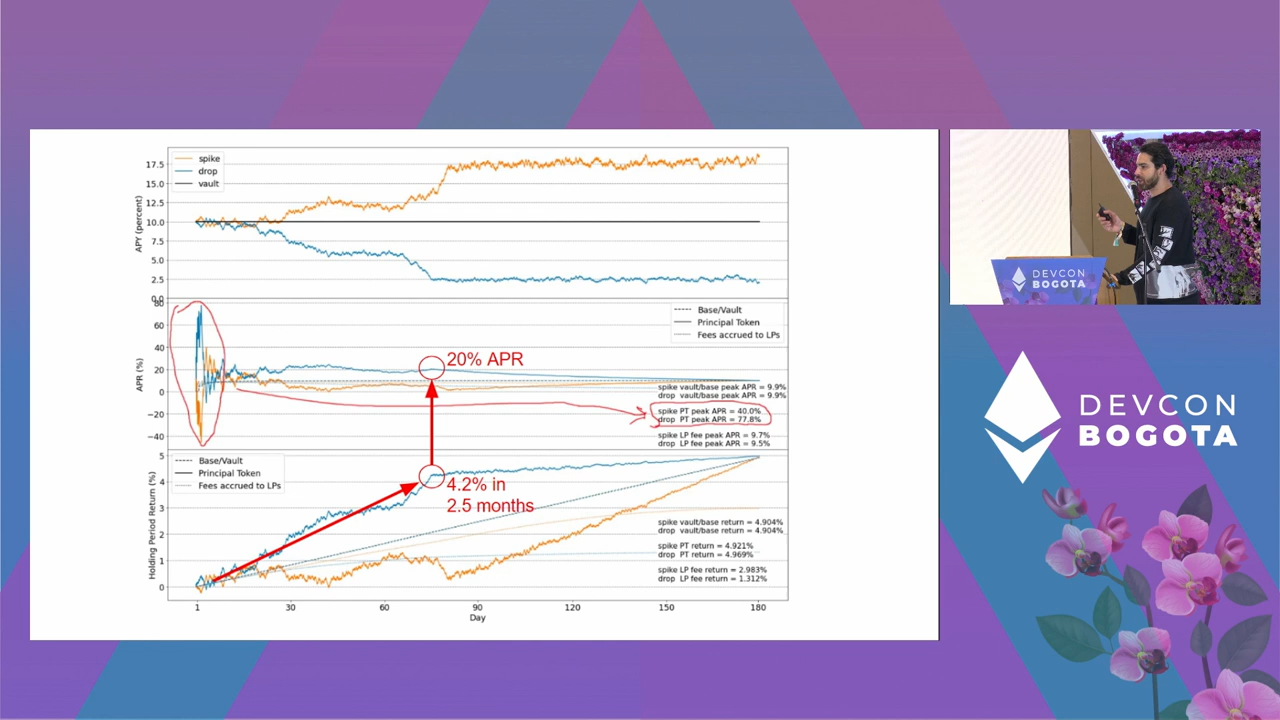 spike
drop
vault
17.5
15.0
12.5
10.0
7.5
5.0
2.5
0.0
APY (percent)
80
60
40
20
0
−20
−40
APR (%)
Base/Vault
Principal Token
Fees accrued to LPs
20% APR
spike vault/base peak APR = 9.9%
drop vault/base peak APR = 9.9%
spike PT peak APR = 40.0%
drop PT peak APR = 77.8%
spike LP fee peak APR = 9.7%
drop LP fee peak APR = 9.5%
5
4
3
2
1
0
Holding Period Return (%)
Base/Vault
Principal Token
Fees accrued to LPs
4.2% in
2.5 months
spike vault/base return = 4.904%
drop vault/base return = 4.904%
spike PT return = 4.921%
drop PT return = 4.969%
spike LP fee return = 2.983%
drop LP fee return = 1.312%
1 30 60 90 120 150 180
Day
DEVCON
BOGOTA
DEVCON
BOGOTA